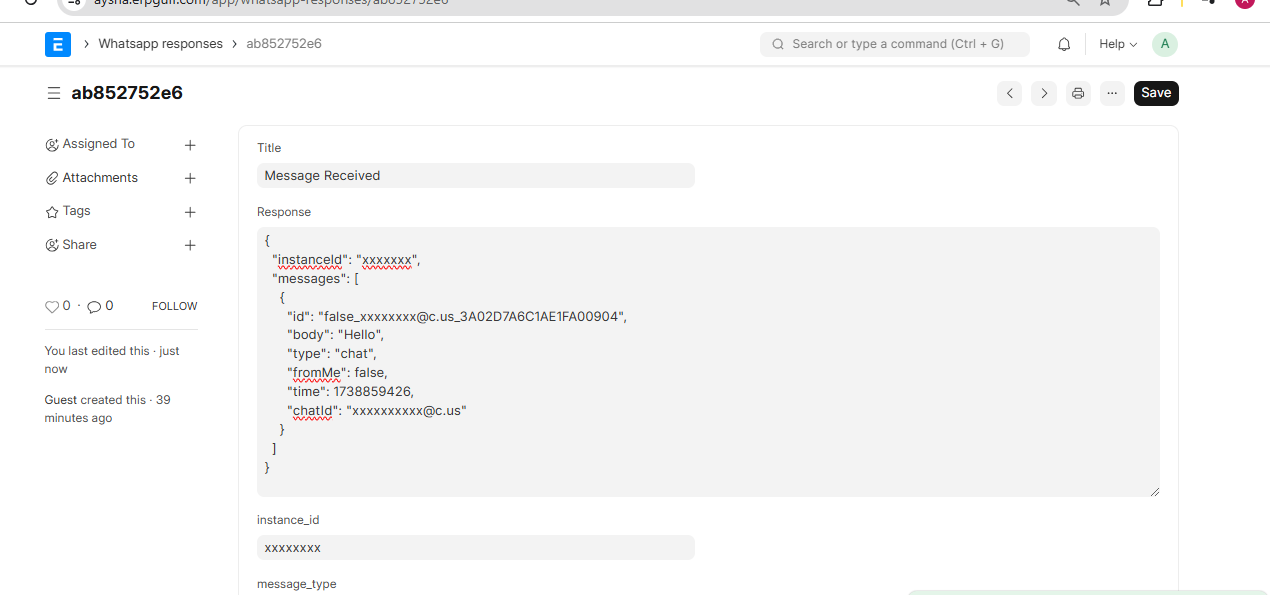 aysha.erpgulf.com/app/whatsapp-responses/ab852752e6
A
E
Whatsapp responses
ab852752e6
Search or type a command (Ctrl + G)
Help
A
ab852752e6
Save
Assigned To
Attachments
Tags
Share
0 · 0 FOLLOW
You last edited this · just
now
Guest created this · 39
minutes ago
Title
Message Received
Response
{
"instanceId": "xxxxxxx",
"messages": [
{
"id": "false_xxxxxxxx@c.us_3A02D7A6C1AE1FA00904",
"body": "Hello",
"type": "chat",
"fromMe": false,
"time": 1738859426,
"chatId": "xxxxxxxxxx@c.us"
}
]
}
instance_id
xxxxxxxx
message_type